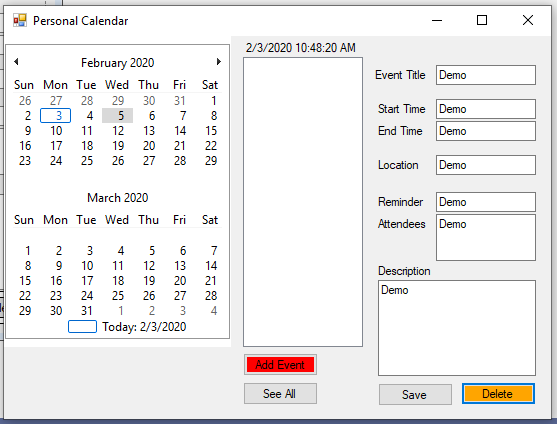 Personal Calendar
February 2020
Sun Mon Tue Wed Thu Fri Sat
26 27 28 29 30 31 1
2 3 4 5 6 7 8
9 10 11 12 13 14 15
16 17 18 19 20 21 22
23 24 25 26 27 28 29
March 2020
Sun Mon Tue Wed Thu Fri Sat
1 2 3 4 5 6 7
8 9 10 11 12 13 14
15 16 17 18 19 20 21
22 23 24 25 26 27 28
29 30 31 1 2 3 4
Today: 2/3/2020
2/3/2020 10:48:20 AM
Add Event
See All
Event Title Demo
Start Time Demo
End Time Demo
Location Demo
Reminder Demo
Attendees Demo
Description
Demo
Save Delete